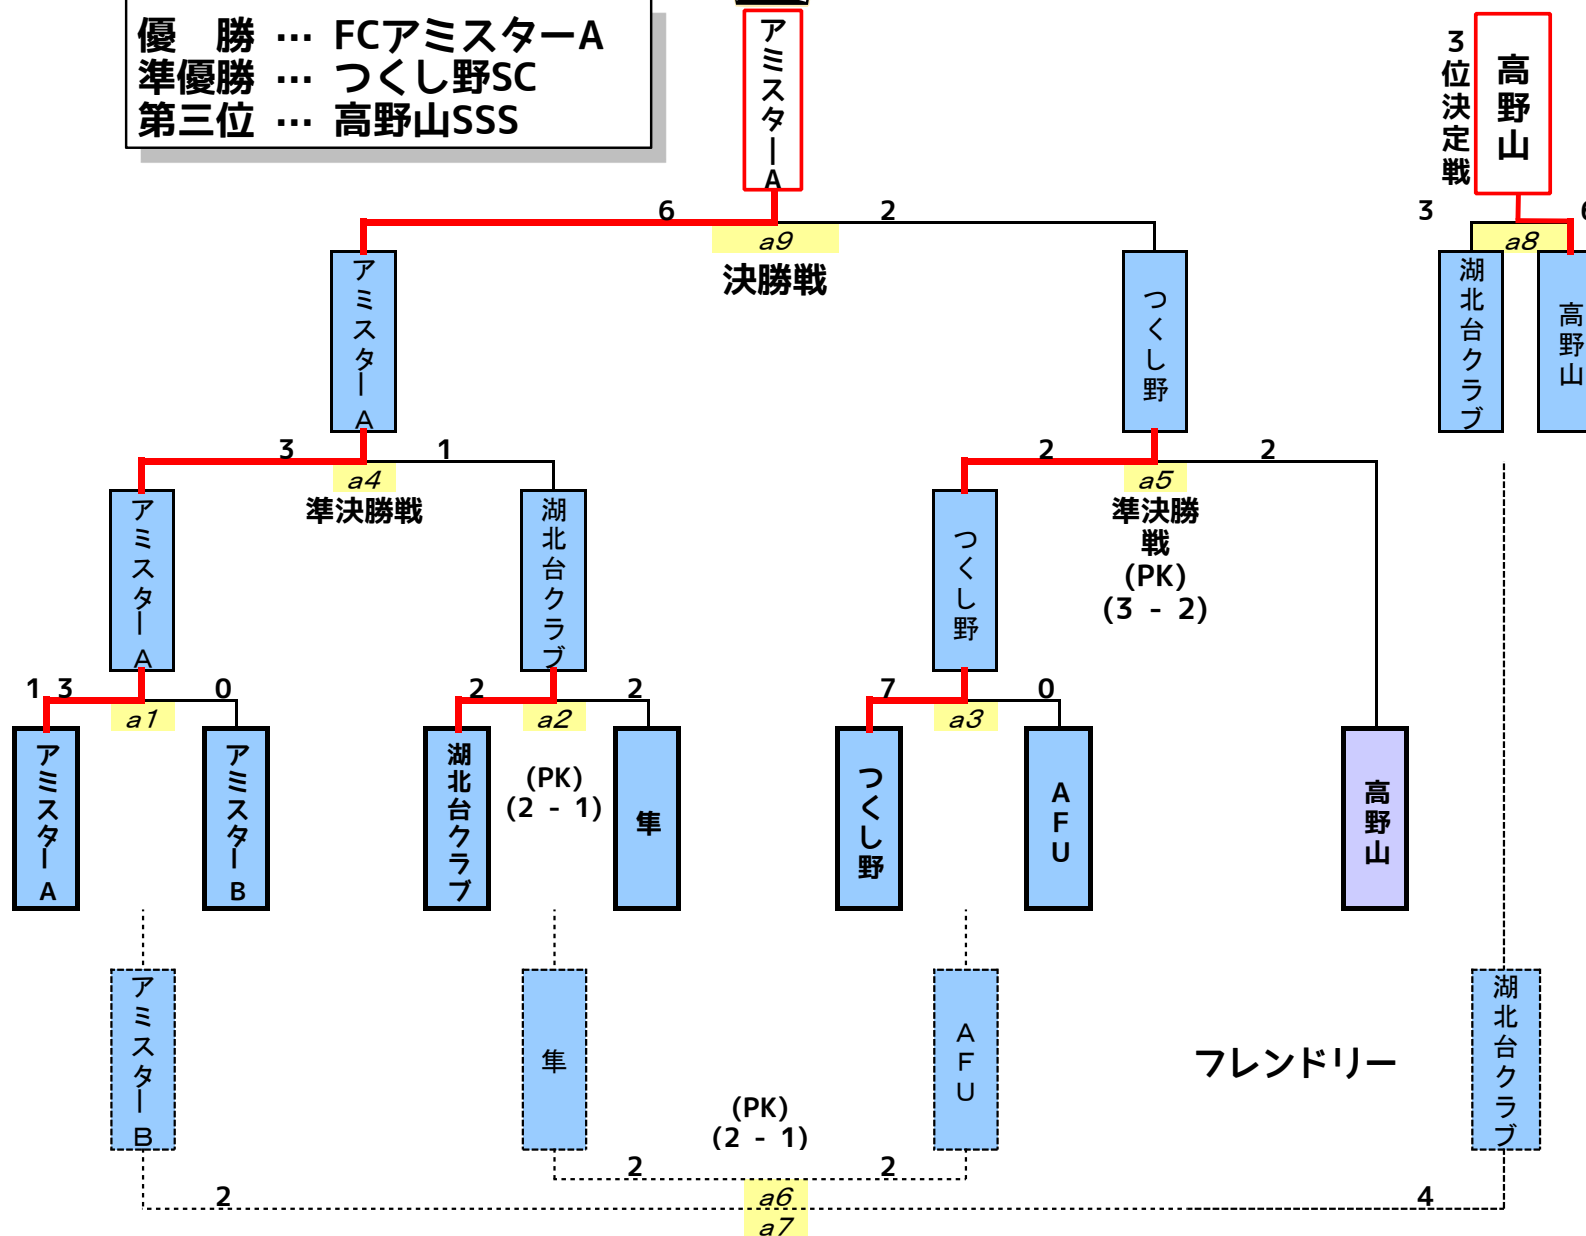 優　勝 … FCアミスターA
準優勝 … つくし野SC
第三位 … 高野山SSS
アミスターA
3位決定戦
高野山
6
2
a9
決勝戦
3
a8
アミスターA
つくし野
湖北台クラブ
高野山
3
1
a4
準決勝戦
2
2
a5
準決勝
戦
(PK)
(3 - 2)
アミスターA
湖北台クラブ
つくし野
13
0
a1
2
2
a2
7
0
a3
アミスターA
アミスターB
湖北台クラブ
(PK)
(2 - 1)
隼
つくし野
AFU
高野山
アミスターB
隼
AFU
フレンドリー
湖北台クラブ
(PK)
(2 - 1)
2
2
a6
2
4
a7